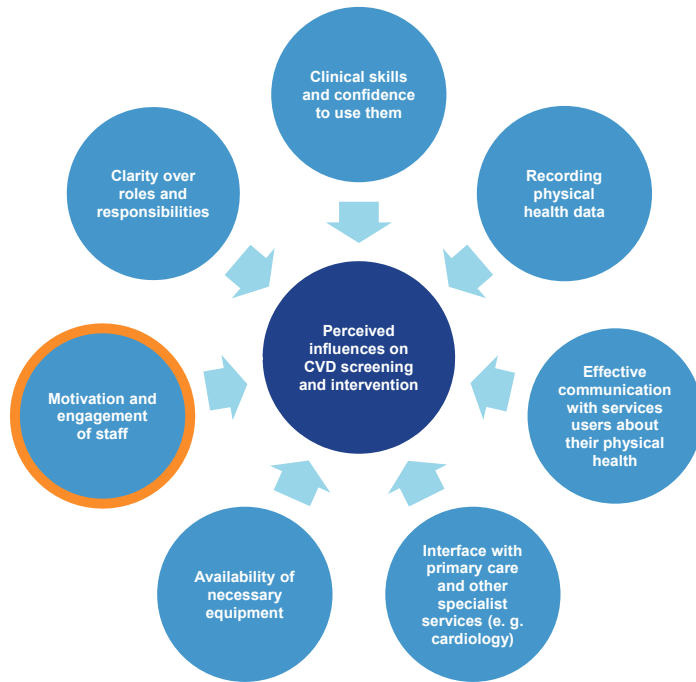 Clinical skills
and confidence
to use them
Clarity over
roles and
responsibilities
Recording
physical
health data
Perceived
influences on
CVD screening
and intervention
Motivation and
engagement
of staff
Effective
communication
with services
users about
their physical
health
Availability of
necessary
equipment
Interface with
primary care
and other
specialist
services (e. g.
cardiology)